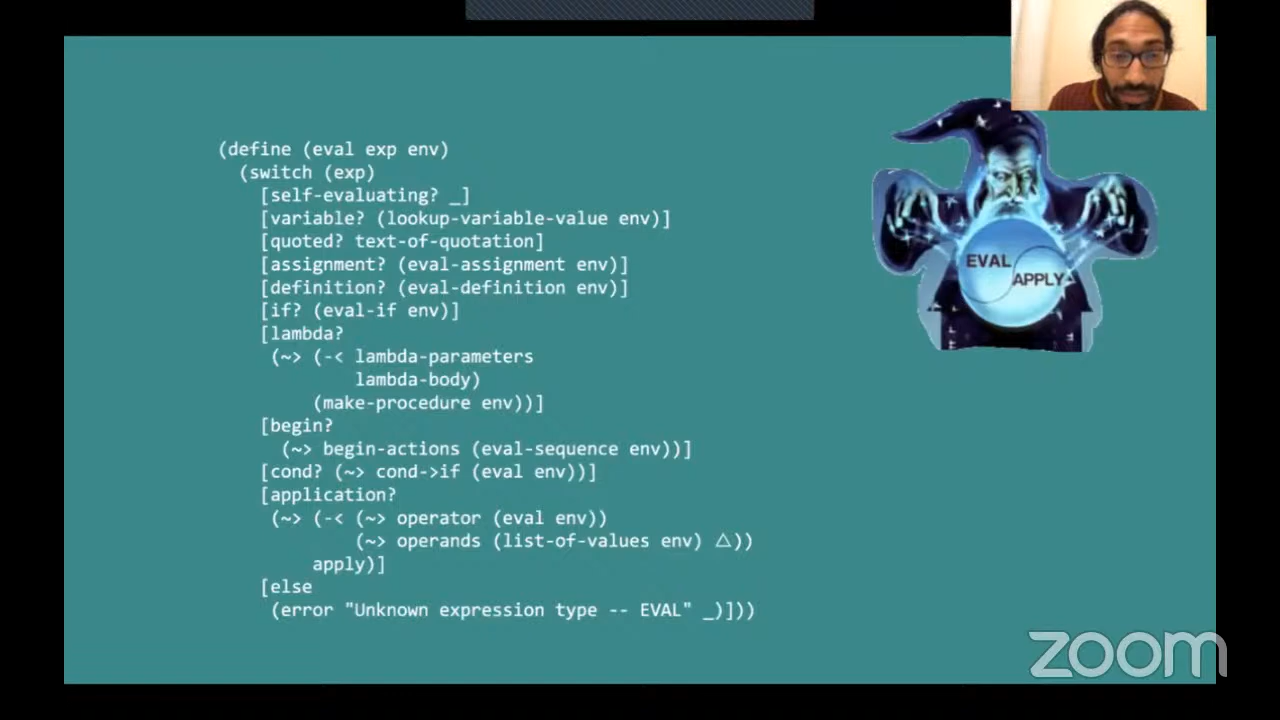 (define (eval exp env)
(switch (exp)
[self-evaluating? _]
[variable? (lookup-variable-value env)]
[quoted? text-of-quotation]
[assignment? (eval-assignment env)]
[definition? (eval-definition env)]
[if? (eval-if env)]
[lambda?
(~> (-< lambda-parameters
lambda-body)
(make-procedure env))]
[begin?
(~> begin-actions (eval-sequence env))]
[cond? (~> cond->if (eval env))]
[application?
(~> (-< (~> operator (eval env))
(~> operands (list-of-values env) △))
apply)]
[else
(error "Unknown expression type -- EVAL" _)]))
EVAL
APPLY
zoom